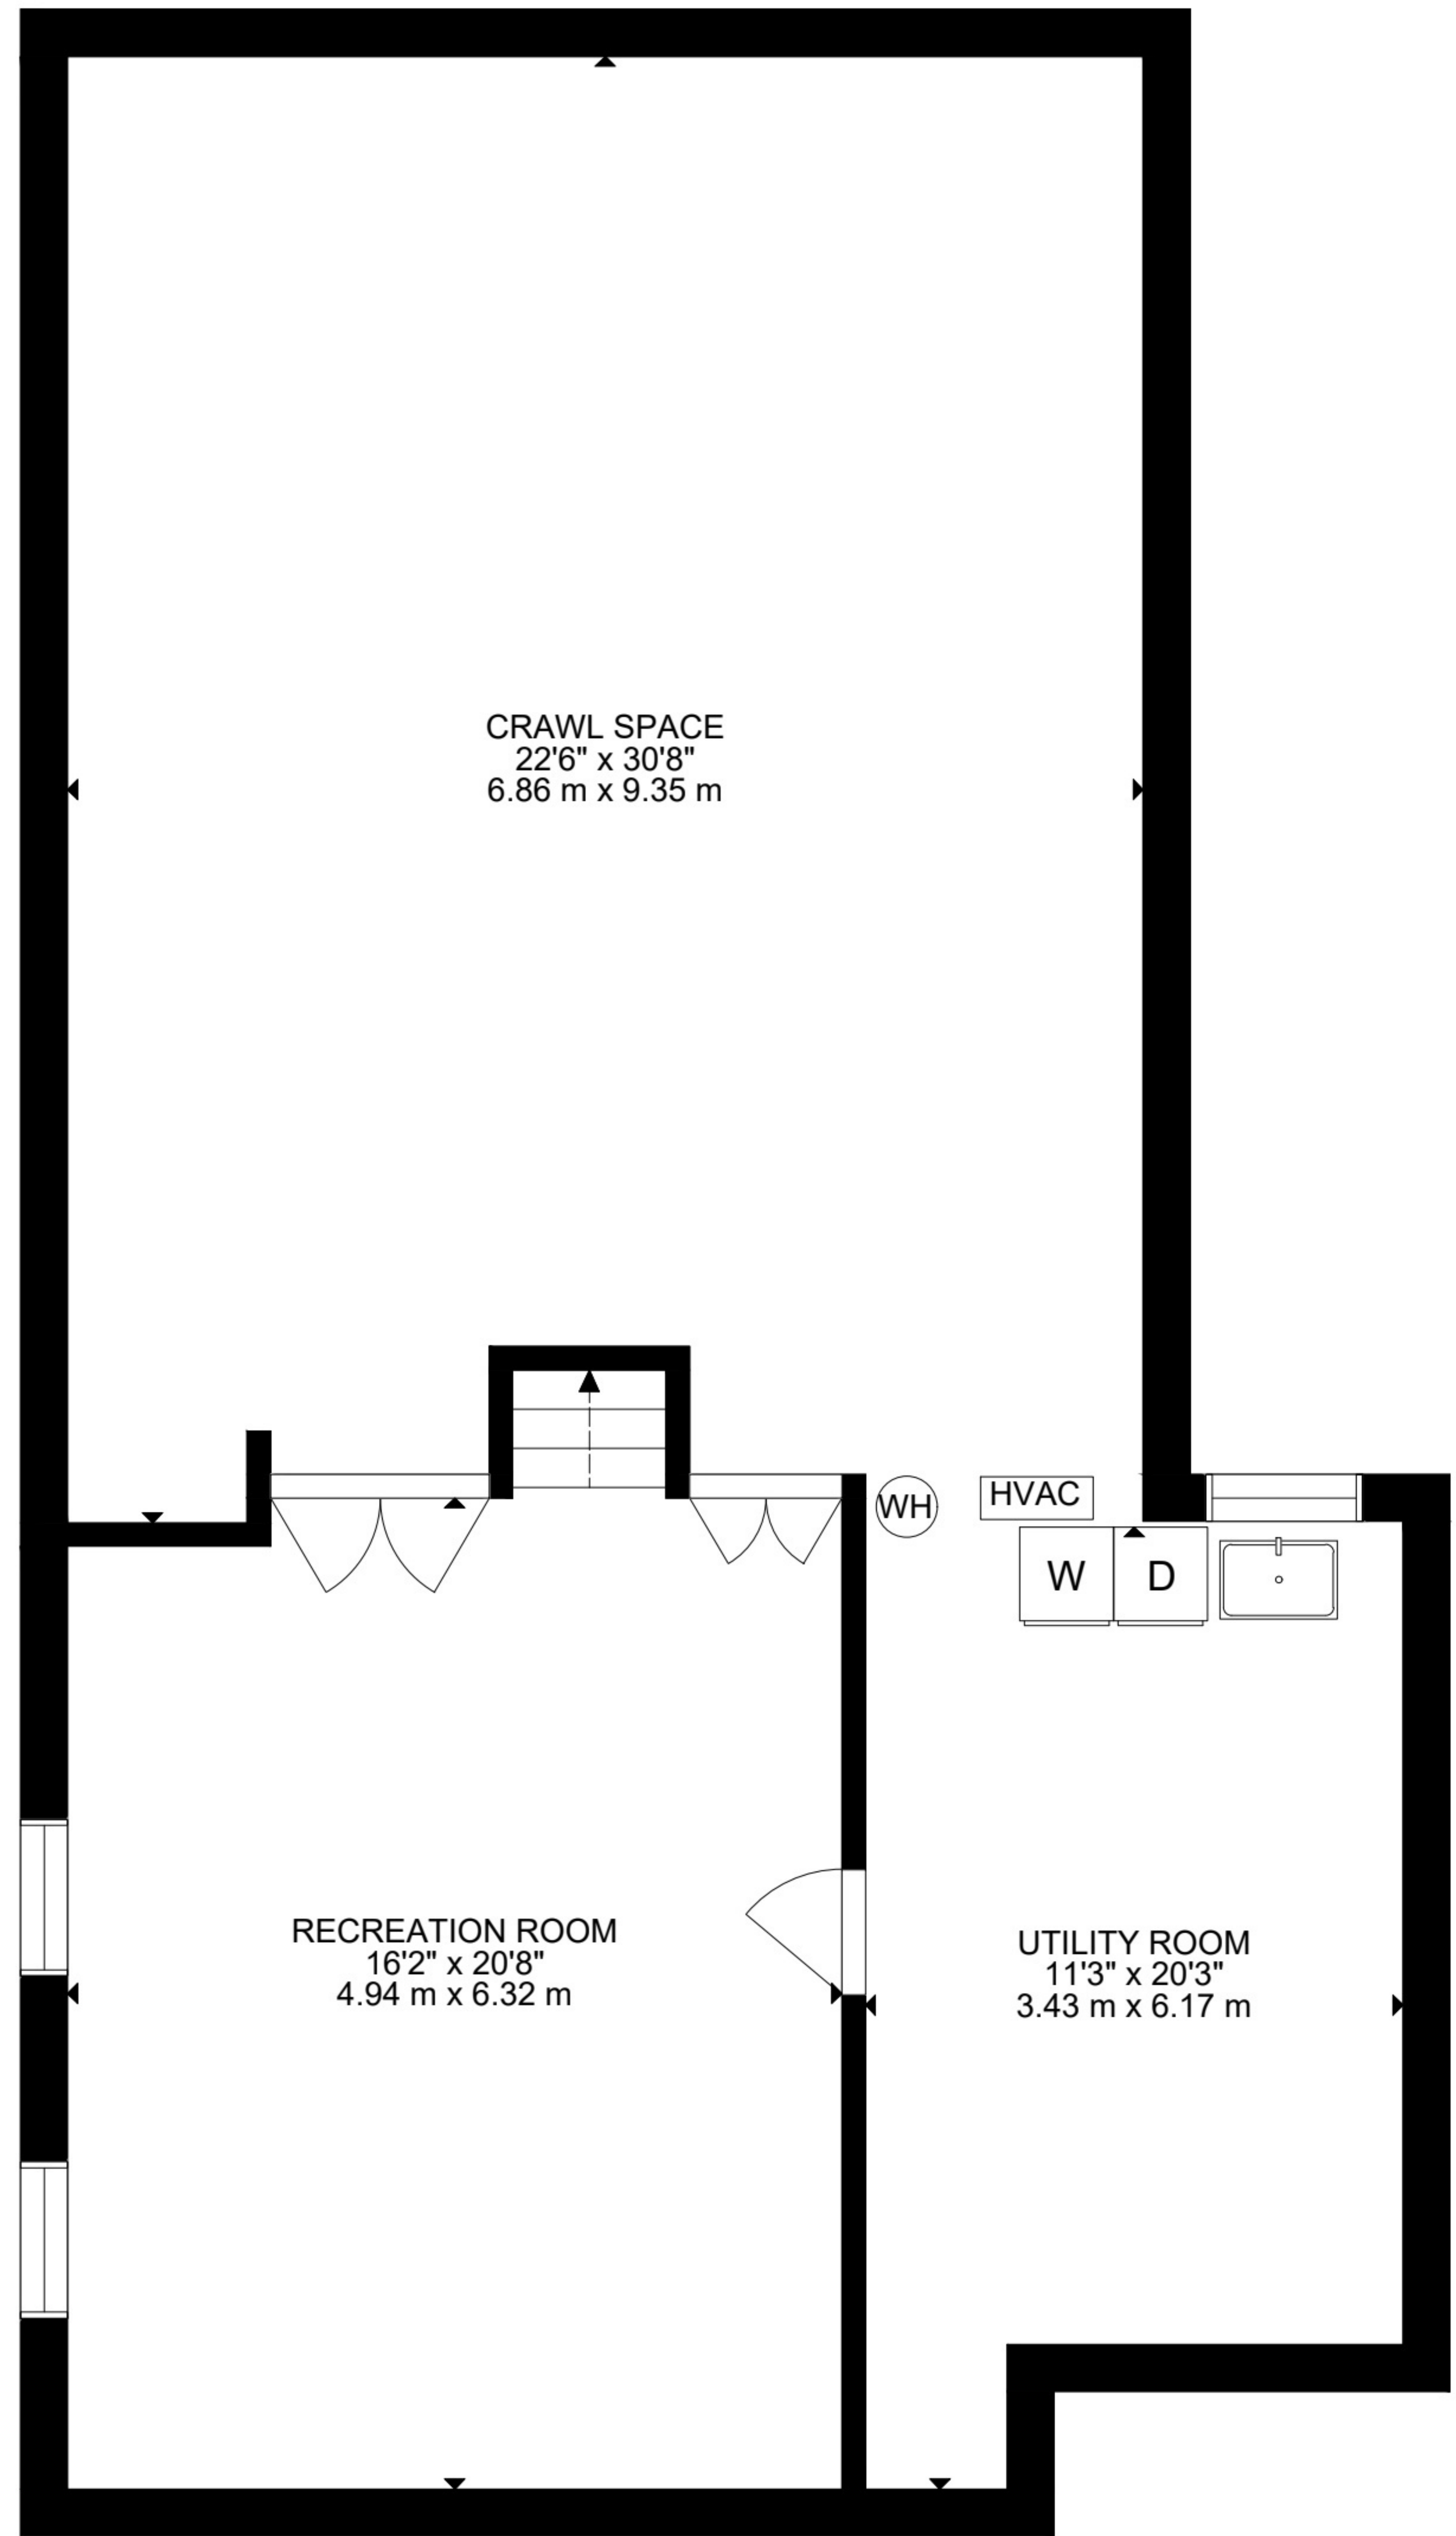 CRAWL SPACE
22'6" x 30'8"
6.86 m x 9.35 m
WH
HVAC
W
D
RECREATION ROOM
16'2" x 20'8"
4.94 m x 6.32 m
UTILITY ROOM
11'3" x 20'3"
3.43 m x 6.17 m